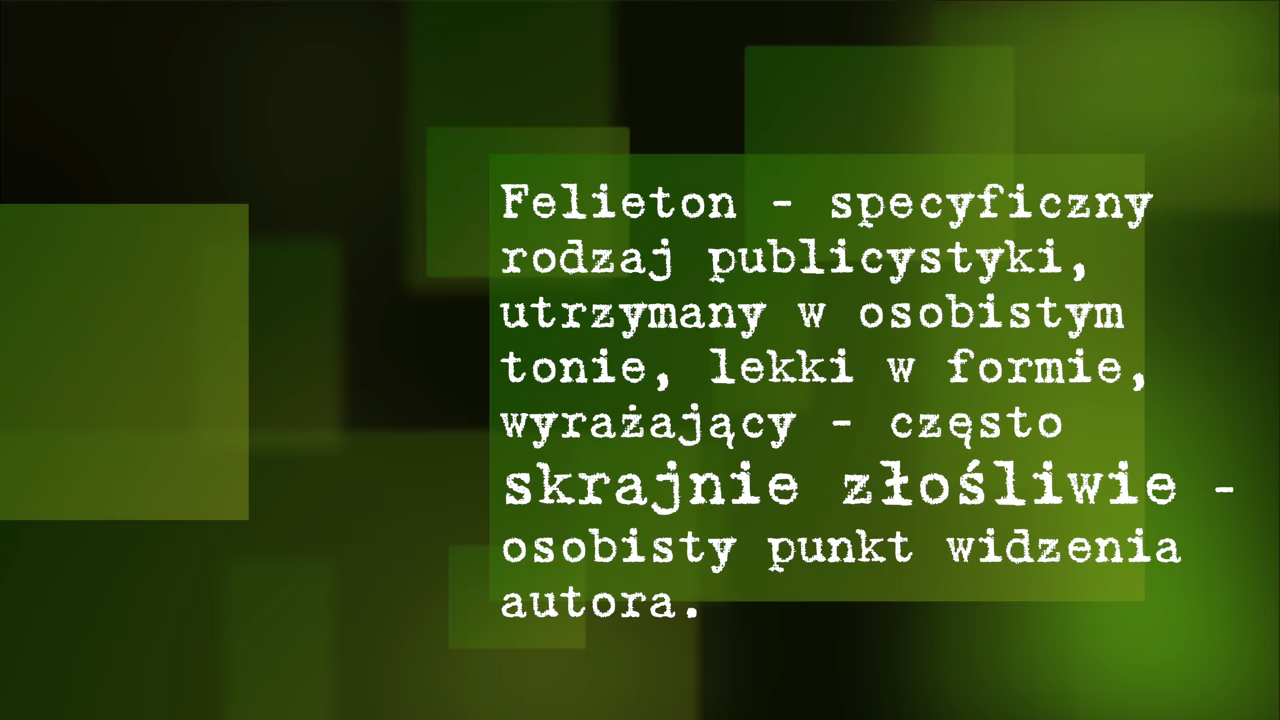 Felieton - specyficzny
rodzaj publicystyki,
utrzymany w osobistym
tonie, lekki w formie,
wyrażający - często
skrajnie złośliwie -
osobisty punkt widzenia
autora.